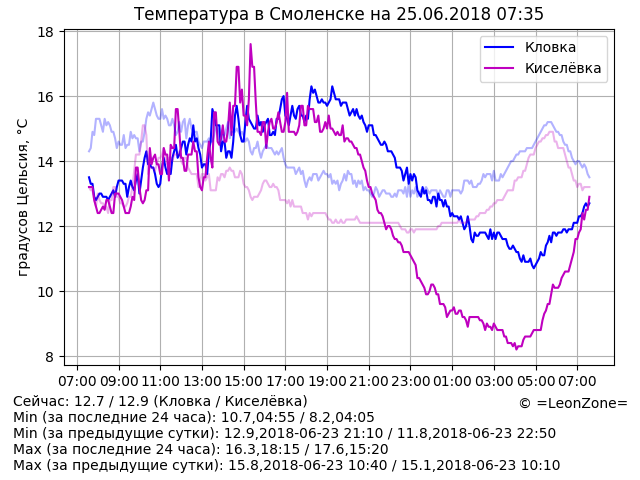 Температура в Смоленске на 25.06.2018 07:35
18
16
14
12
10
8
градусов Цельсия, °C
Кловка
Киселёвка
07:00 09:00 11:00 13:00 15:00 17:00 19:00 21:00 23:00 01:00 03:00 05:00 07:00
Сейчас: 12.7 / 12.9 (Кловка / Киселёвка)
© =LeonZone=
Min (за последние 24 часа): 10.7,04:55 / 8.2,04:05
Min (за предыдущие сутки): 12.9,2018-06-23 21:10 / 11.8,2018-06-23 22:50
Max (за последние 24 часа): 16.3,18:15 / 17.6,15:20
Max (за предыдущие сутки): 15.8,2018-06-23 10:40 / 15.1,2018-06-23 10:10